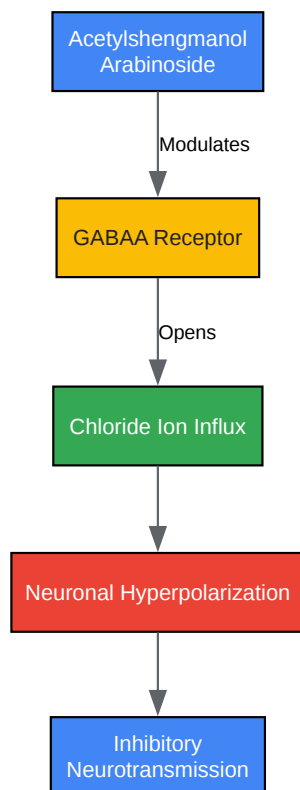 Acetylshengmanol
Arabinoside
Modulates
GABAA Receptor
Opens
Chloride Ion Influx
Neuronal Hyperpolarization
Inhibitory
Neurotransmission